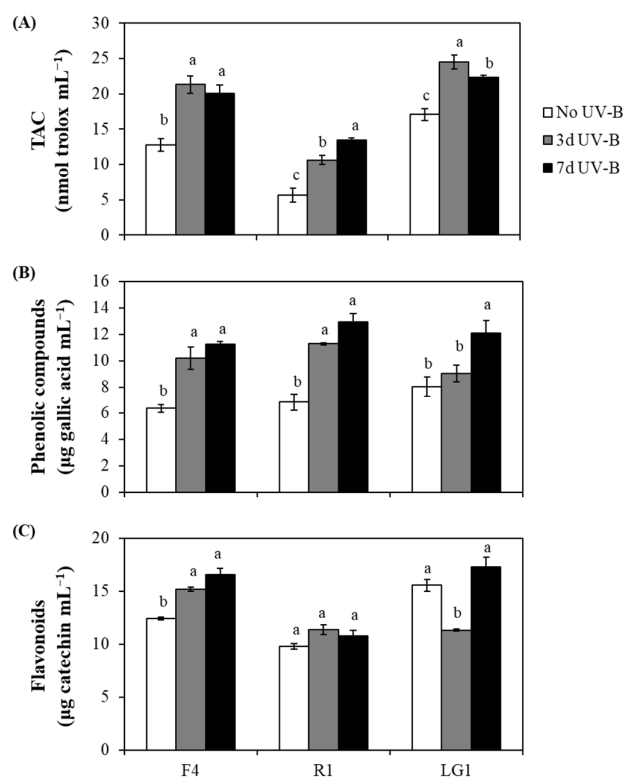 (A)
TAC
(nmol trolox mL⁻¹)
30
25
20
15
10
5
0
b
a
a
c
b
a
c
a
b
No UV-B
3d UV-B
7d UV-B
(B)
Phenolic compounds
(µg gallic acid mL⁻¹)
16
14
12
10
8
6
4
2
0
b
a
a
b
a
a
b
b
a
(C)
Flavonoids
(µg catechin mL⁻¹)
20
15
10
5
0
b
a
a
a
a
a
a
b
a
F4
R1
LG1